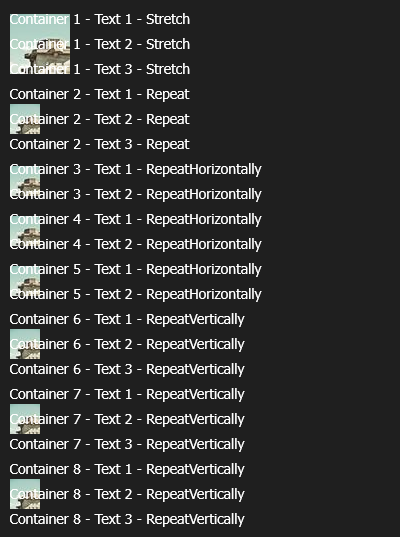 Container 1 - Text 1 - Stretch
Container 1 - Text 2 - Stretch
Container 1 - Text 3 - Stretch
Container 2 - Text 1 - Repeat
Container 2 - Text 2 - Repeat
Container 2 - Text 3 - Repeat
Container 3 - Text 1 - RepeatHorizontally
Container 3 - Text 2 - RepeatHorizontally
Container 4 - Text 1 - RepeatHorizontally
Container 4 - Text 2 - RepeatHorizontally
Container 5 - Text 1 - RepeatHorizontally
Container 5 - Text 2 - RepeatHorizontally
Container 6 - Text 1 - RepeatVertically
Container 6 - Text 2 - RepeatVertically
Container 6 - Text 3 - RepeatVertically
Container 7 - Text 1 - RepeatVertically
Container 7 - Text 2 - RepeatVertically
Container 7 - Text 3 - RepeatVertically
Container 8 - Text 1 - RepeatVertically
Container 8 - Text 2 - RepeatVertically
Container 8 - Text 3 - RepeatVertically